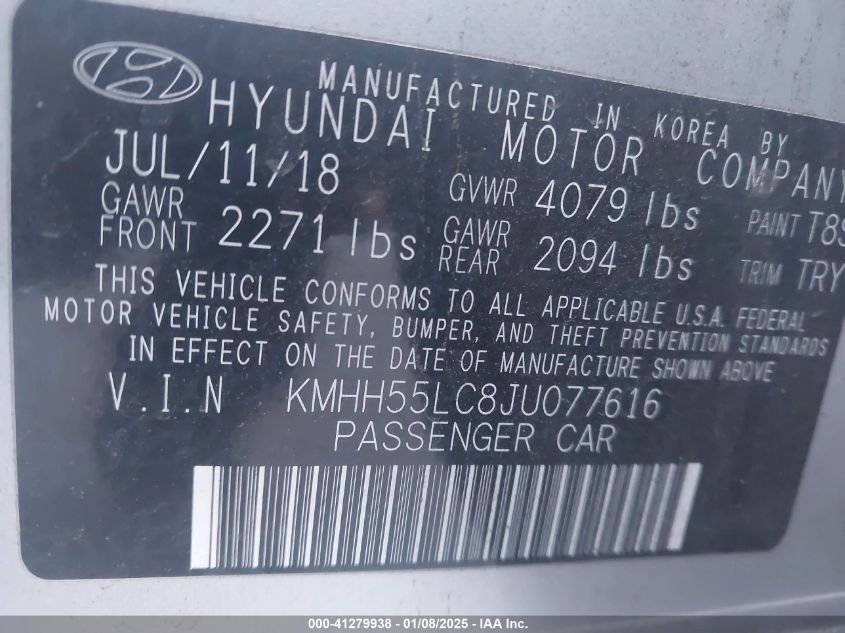 MANUFACTURED IN KOREA BY
HYUNDAI MOTOR COMPANY
JUL/11/18 GVWR 4079 lbs PAINT
GAWR FRONT 2271 lbs GAWR REAR 2094 lbs TRIM TRY
THIS VEHICLE CONFORMS TO ALL APPLICABLE U.S.A. FEDERAL
MOTOR VEHICLE SAFETY, BUMPER, AND THEFT PREVENTION STANDARDS
IN EFFECT ON THE DATE OF MANUFACTURE SHOWN ABOVE
V.I.N KMHH55LC8JU077616
PASSENGER CAR
000-41279938 - 01/08/2025 - IAA Inc.